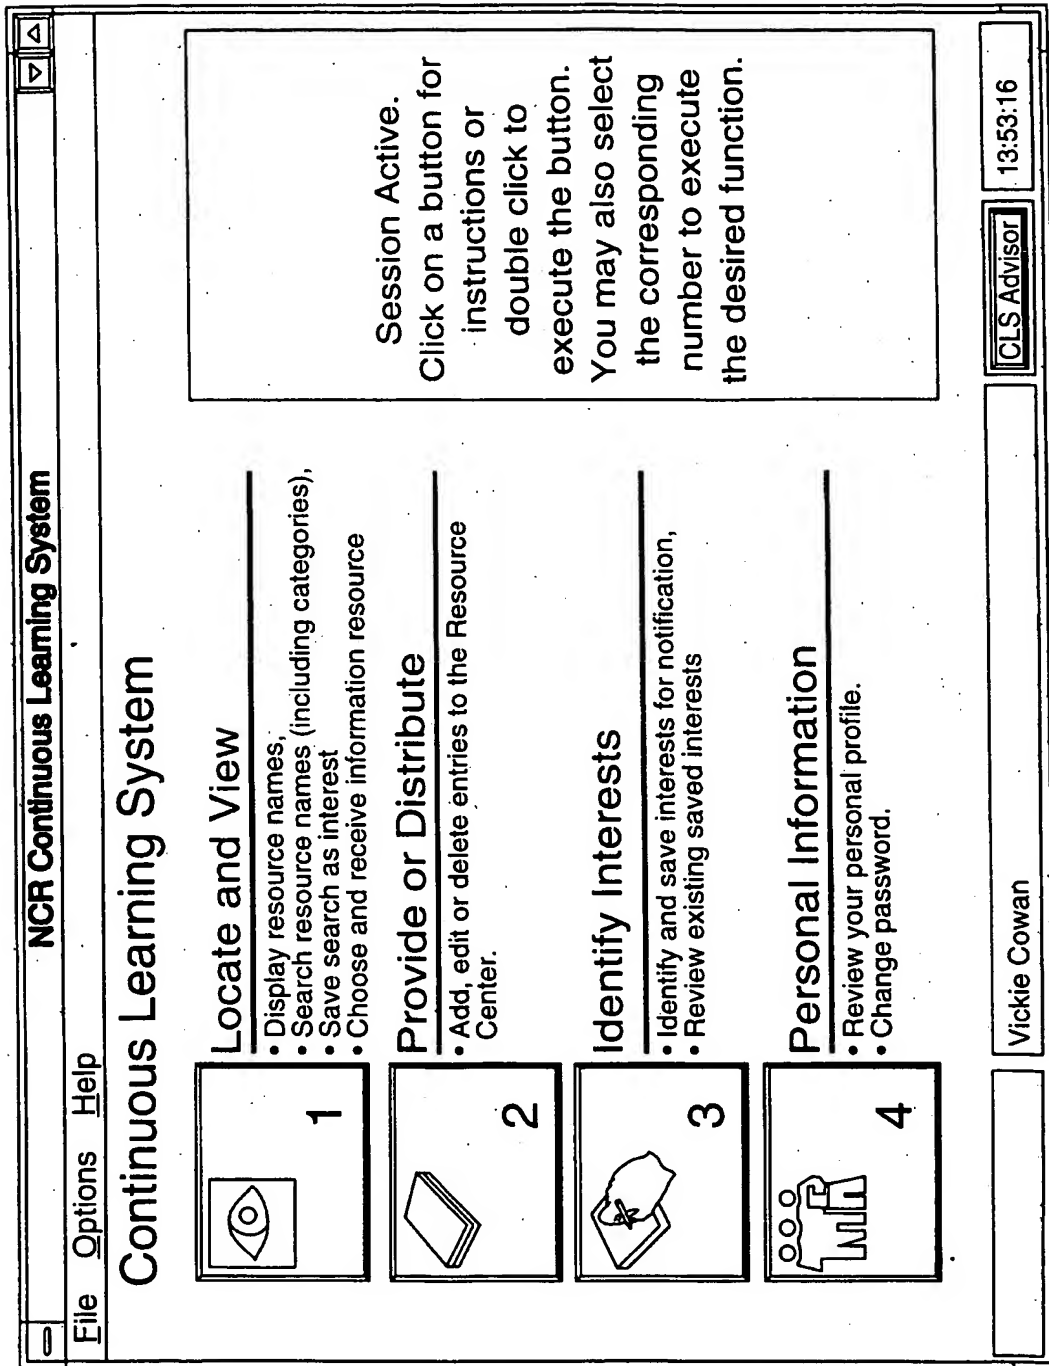 NCR Continuous Learning System
File Options Help
Continuous Learning System
1
Locate and View
• Display resource names,
• Search resource names (including categories),
• Save search as interest
• Choose and receive information resource
2
Provide or Distribute
• Add, edit or delete entries to the Resource
Center.
3
Identify Interests
• Identify and save interests for notification,
• Review existing saved interests
4
Personal Information
• Review your personal profile.
• Change password.
Session Active.
Click on a button for
instructions or
double click to
execute the button.
You may also select
the corresponding
number to execute
the desired function.
Vickie Cowan
CLS Advisor
13:53:16